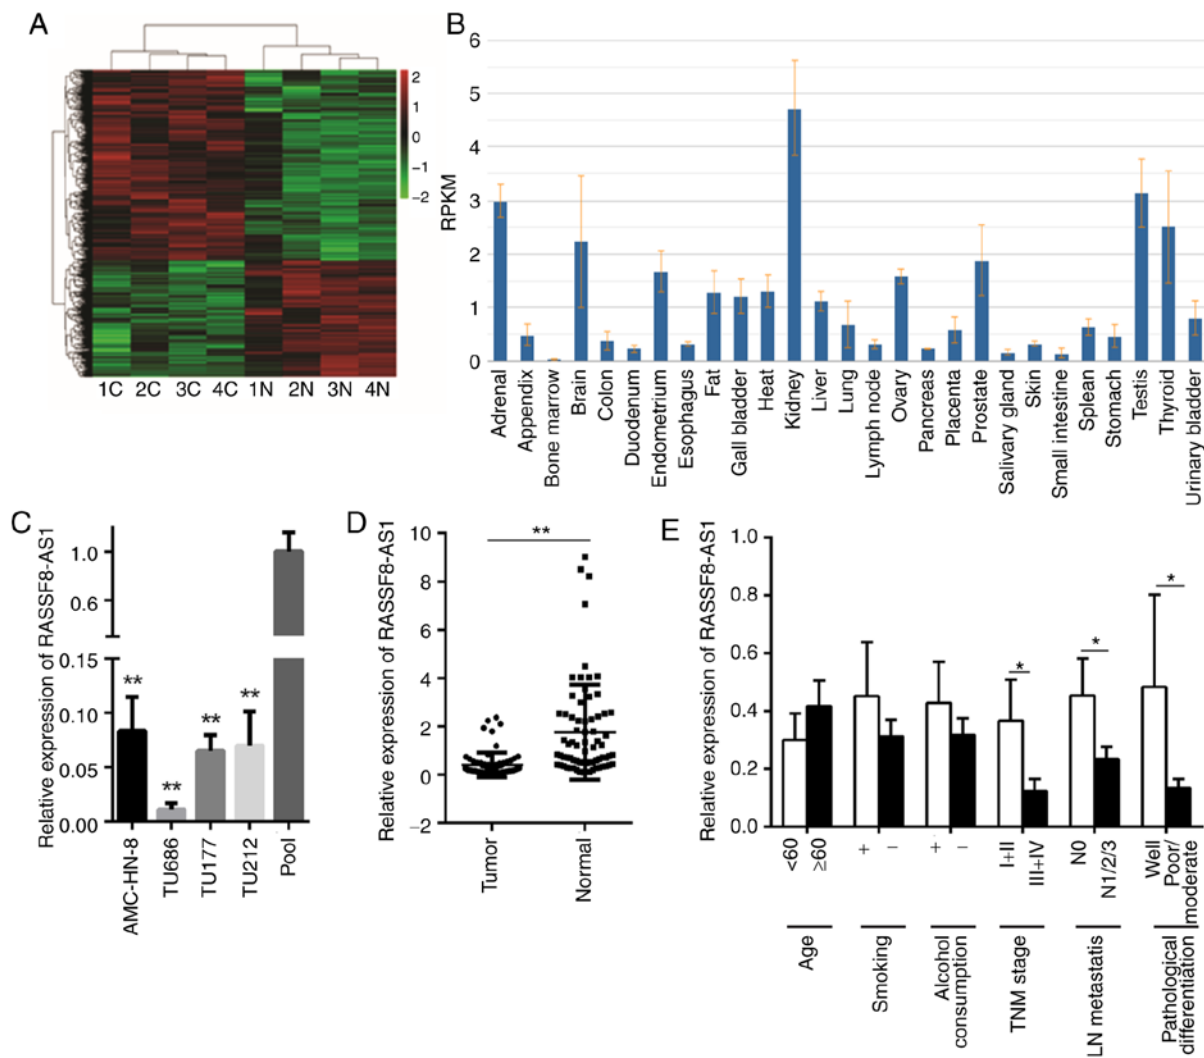 A
2
1
0
−1
−2
1C 2C 3C 4C 1N 2N 3N 4N
B
RPKM
6
5
4
3
2
1
0
Adrenal
Appendix
Bone marrow
Brain
Colon
Duodenum
Endometrium
Esophagus
Fat
Gall bladder
Heat
Kidney
Liver
Lung
Lymph node
Ovary
Pancreas
Placenta
Prostate
Salivary gland
Skin
Small intestine
Splean
Stomach
Testis
Thyroid
Urinary bladder
C
Relative expression of RASSF8-AS1
1.0
0.6
0.15
0.10
0.05
0.00
**
**
**
**
AMC-HN-8
TU686
TU177
TU212
Pool
D
Relative expression of RASSF8-AS1
10
8
6
4
2
0
−2
**
Tumor
Normal
E
Relative expression of RASSF8-AS1
1.0
0.8
0.6
0.4
0.2
0.0
*
*
*
<60
≥60
+
−
+
−
I+II
III+IV
N0
N1/2/3
Well
Poor/
moderate
Age
Smoking
Alcohol
consumption
TNM stage
LN metastatis
Pathological
differentiation